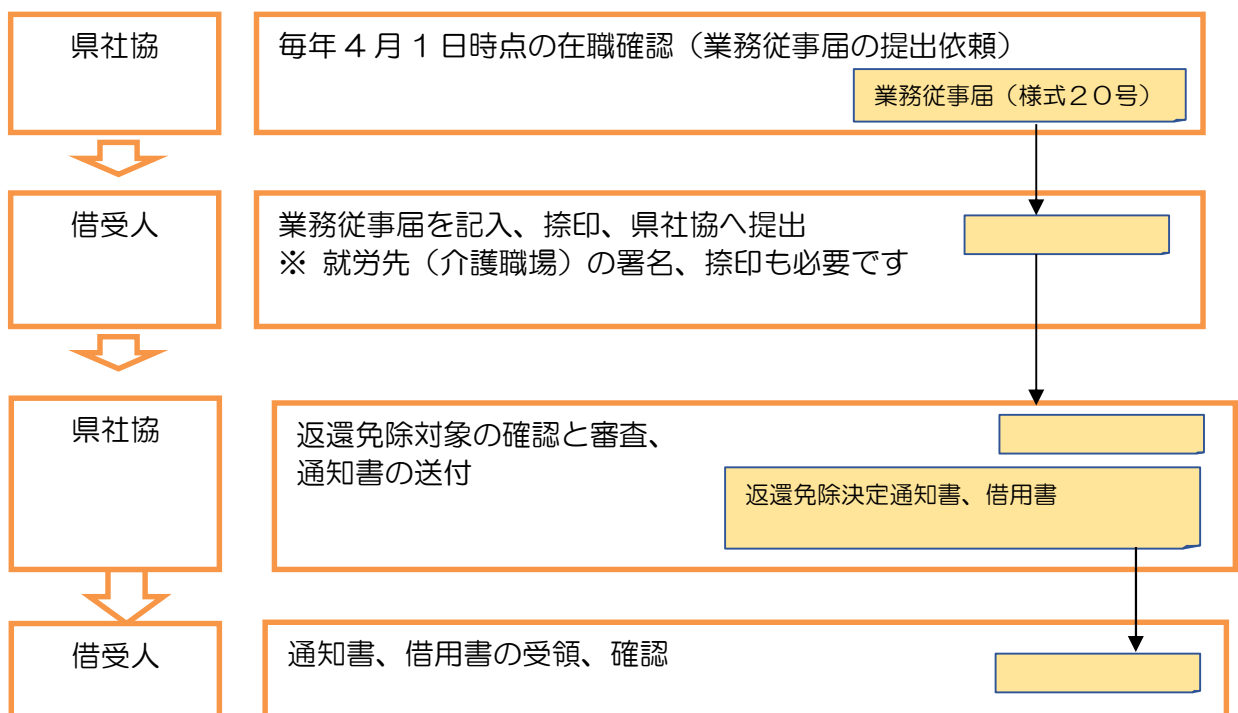 県社協
毎年４月１日時点の在職確認（業務従事届の提出依頼）
業務従事届（様式２０号）
借受人
業務従事届を記入、捺印、県社協へ提出
※ 就労先（介護職場）の署名、捺印も必要です
県社協
返還免除対象の確認と審査、
通知書の送付
返還免除決定通知書、借用書
借受人
通知書、借用書の受領、確認